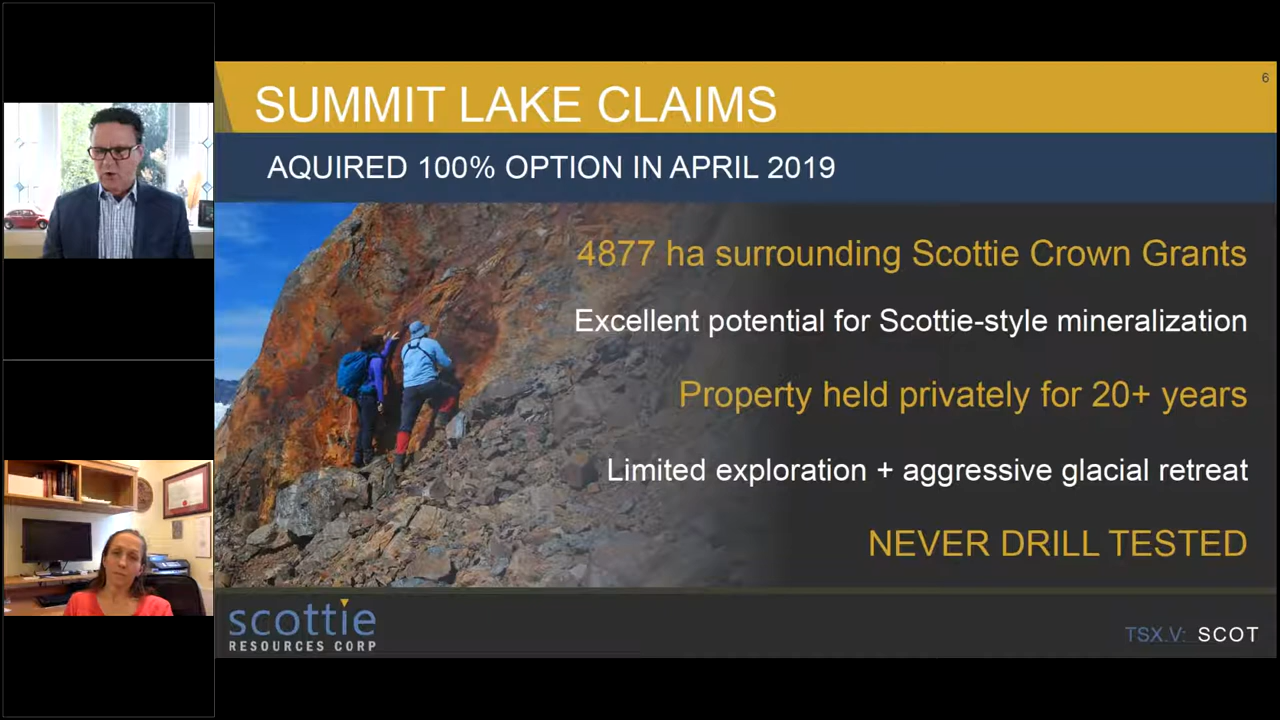 6
SUMMIT LAKE CLAIMS
AQUIRED 100% OPTION IN APRIL 2019
4877 ha surrounding Scottie Crown Grants
Excellent potential for Scottie-style mineralization
Property held privately for 20+ years
Limited exploration + aggressive glacial retreat
NEVER DRILL TESTED
scottie
RESOURCES CORP
TSX.V: SCOT